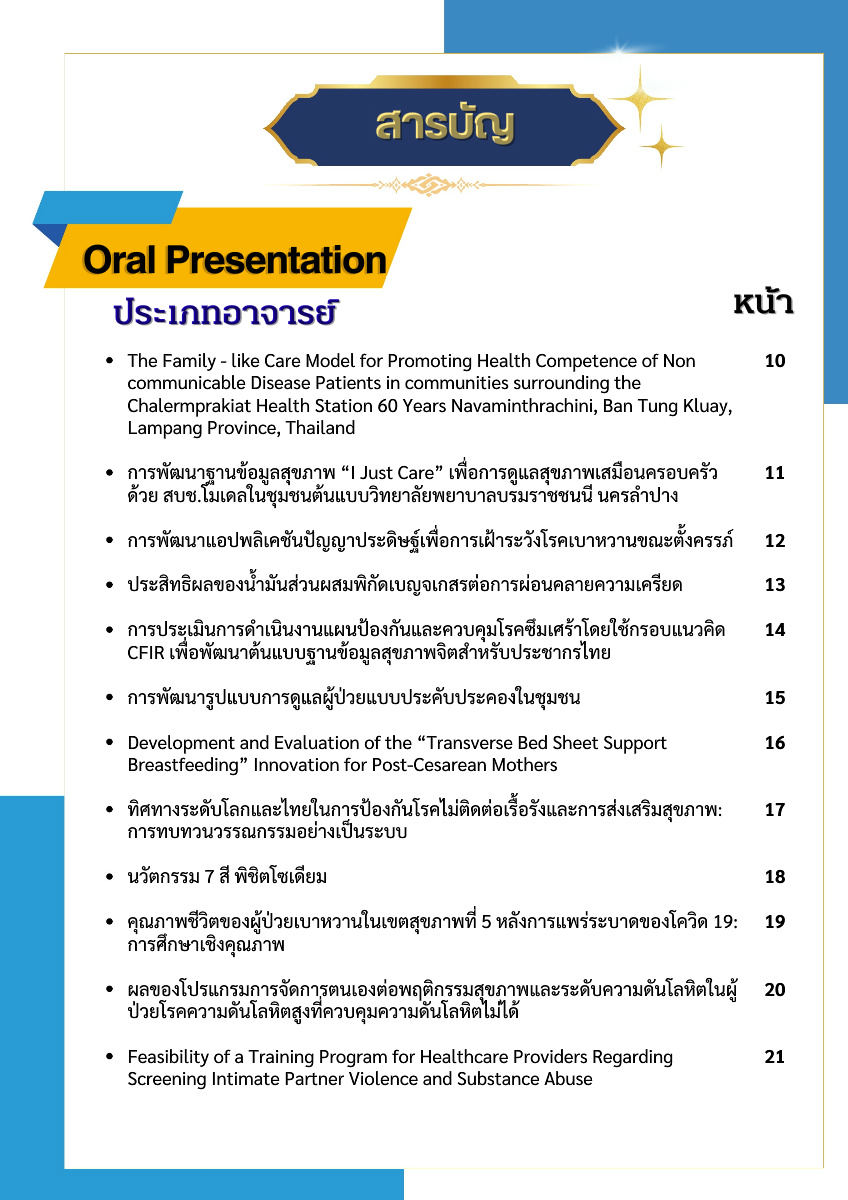 สารบัญ
Oral Presentation
ประเภทอาจารย์
หน้า
The Family - like Care Model for Promoting Health Competence of Non 10
communicable Disease Patients in communities surrounding the
Chalermprakiat Health Station 60 Years Navaminthrachini, Ban Tung Kluay,
Lampang Province, Thailand
การพัฒนาฐานข้อมูลสุขภาพ “I Just Care” เพื่อการดูแลสุขภาพเสมือนครอบครัว 11
ด้วย สบช.โมเดลในชุมชนต้นแบบวิทยาลัยพยาบาลบรมราชชนนี นครลำปาง
การพัฒนาแอปพลิเคชันปัญญาประดิษฐ์เพื่อการเฝ้าระวังโรคเบาหวานขณะตั้งครรภ์ 12
ประสิทธิผลของน้ำมันส่วนผสมพิกัดเบญจเกสรต่อการผ่อนคลายความเครียด 13
การประเมินการดำเนินงานแผนป้องกันและควบคุมโรคซึมเศร้าโดยใช้กรอบแนวคิด 14
CFIR เพื่อพัฒนาต้นแบบฐานข้อมูลสุขภาพจิตสำหรับประชากรไทย
การพัฒนารูปแบบการดูแลผู้ป่วยแบบประคับประคองในชุมชน 15
Development and Evaluation of the “Transverse Bed Sheet Support 16
Breastfeeding” Innovation for Post-Cesarean Mothers
ทิศทางระดับโลกและไทยในการป้องกันโรคไม่ติดต่อเรื้อรังและการส่งเสริมสุขภาพ: 17
การทบทวนวรรณกรรมอย่างเป็นระบบ
นวัตกรรม 7 สี พิชิตโซเดียม 18
คุณภาพชีวิตของผู้ป่วยเบาหวานในเขตสุขภาพที่ 5 หลังการแพร่ระบาดของโควิด 19: 19
การศึกษาเชิงคุณภาพ
ผลของโปรแกรมการจัดการตนเองต่อพฤติกรรมสุขภาพและระดับความดันโลหิตในผู้ 20
ป่วยโรคความดันโลหิตสูงที่ควบคุมความดันโลหิตไม่ได้
Feasibility of a Training Program for Healthcare Providers Regarding 21
Screening Intimate Partner Violence and Substance Abuse